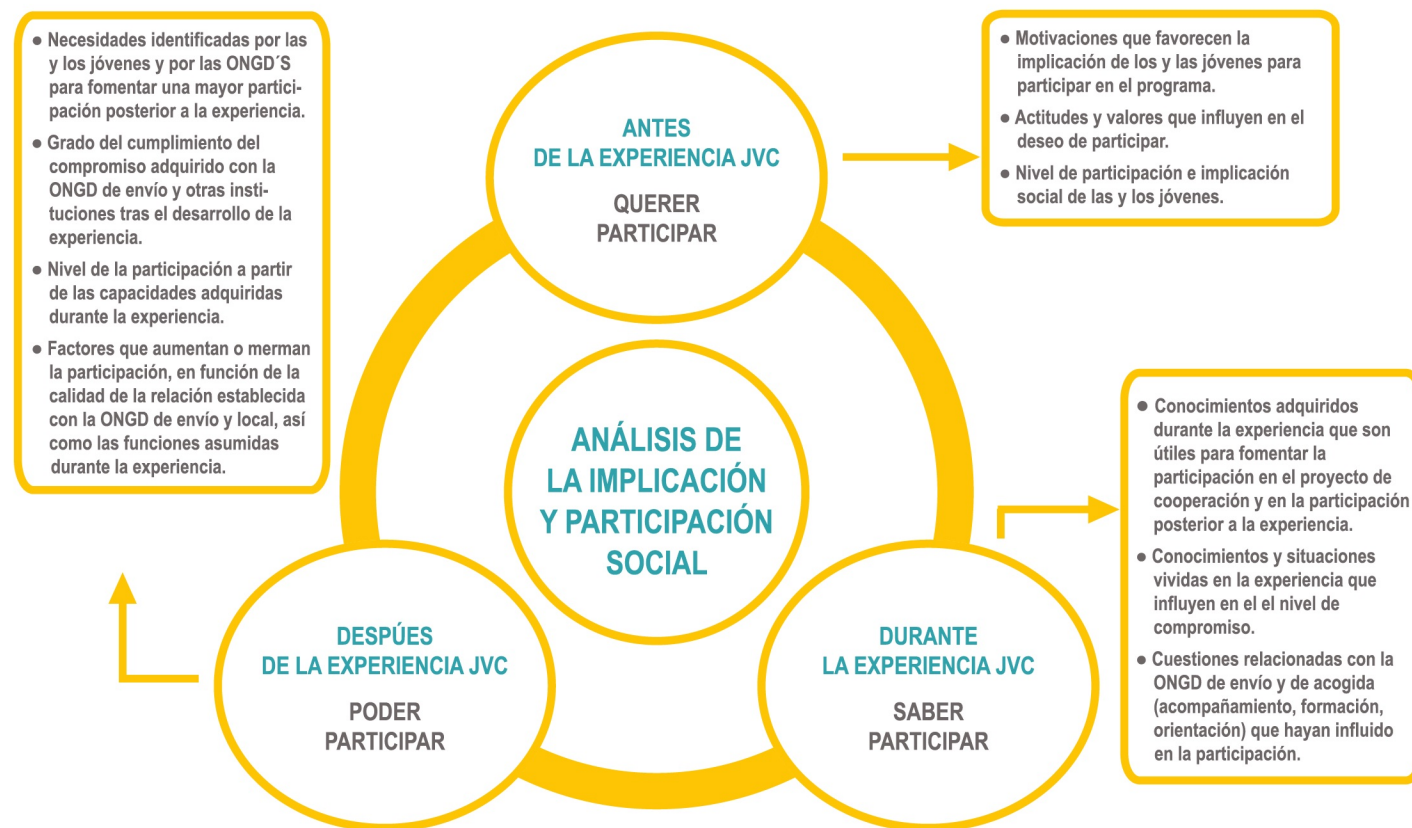 ● Necesidades identificadas por las
y los jóvenes y por las ONGD´S
para fomentar una mayor partici-
pación posterior a la experiencia.
● Grado del cumplimiento del
compromiso adquirido con la
ONGD de envío y otras insti-
tuciones tras el desarrollo de la
experiencia.
● Nivel de la participación a partir
de las capacidades adquiridas
durante la experiencia.
● Factores que aumentan o merman
la participación, en función de la
calidad de la relación establecida
con la ONGD de envío y local, así
como las funciones asumidas
durante la experiencia.
ANTES
DE LA EXPERIENCIA JVC
QUERER
PARTICIPAR
● Motivaciones que favorecen la
implicación de los y las jóvenes para
participar en el programa.
● Actitudes y valores que influyen en el
deseo de participar.
● Nivel de participación e implicación
social de las y los jóvenes.
ANÁLISIS DE
LA IMPLICACIÓN
Y PARTICIPACIÓN
SOCIAL
DESPÚES
DE LA EXPERIENCIA JVC
PODER
PARTICIPAR
DURANTE
LA EXPERIENCIA JVC
SABER
PARTICIPAR
● Conocimientos adquiridos
durante la experiencia que son
útiles para fomentar la
participación en el proyecto de
cooperación y en la participación
posterior a la experiencia.
● Conocimientos y situaciones
vividas en la experiencia que
influyen en el el nivel de
compromiso.
● Cuestiones relacionadas con la
ONGD de envío y de acogida
(acompañamiento, formación,
orientación) que hayan influido
en la participación.